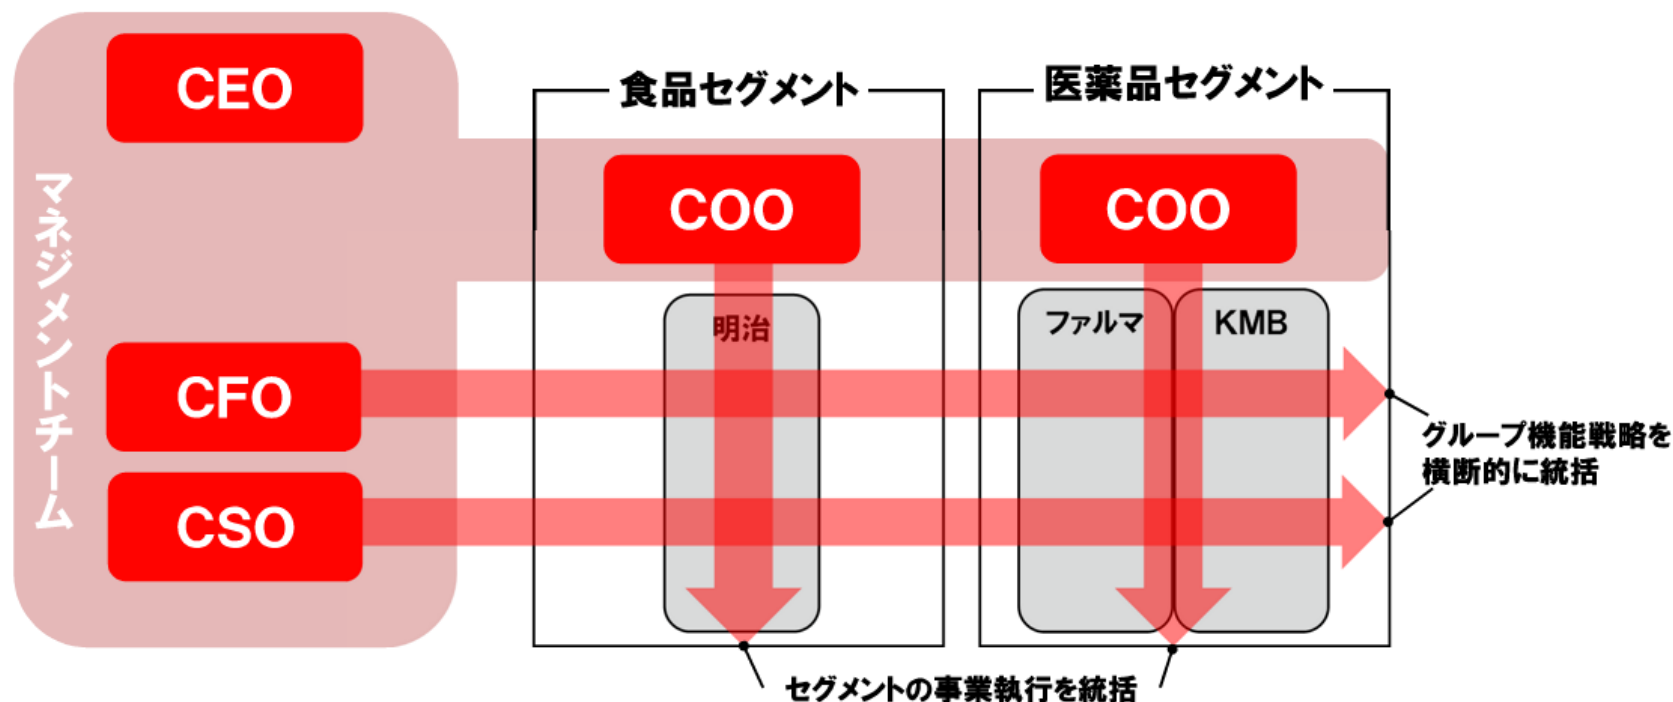 CEO
食品セグメント
医薬品セグメント
COO
COO
マネジメントチーム
明治
ファルマ
KMB
CFO
グループ機能戦略を
横断的に統括
CSO
セグメントの事業執行を統括